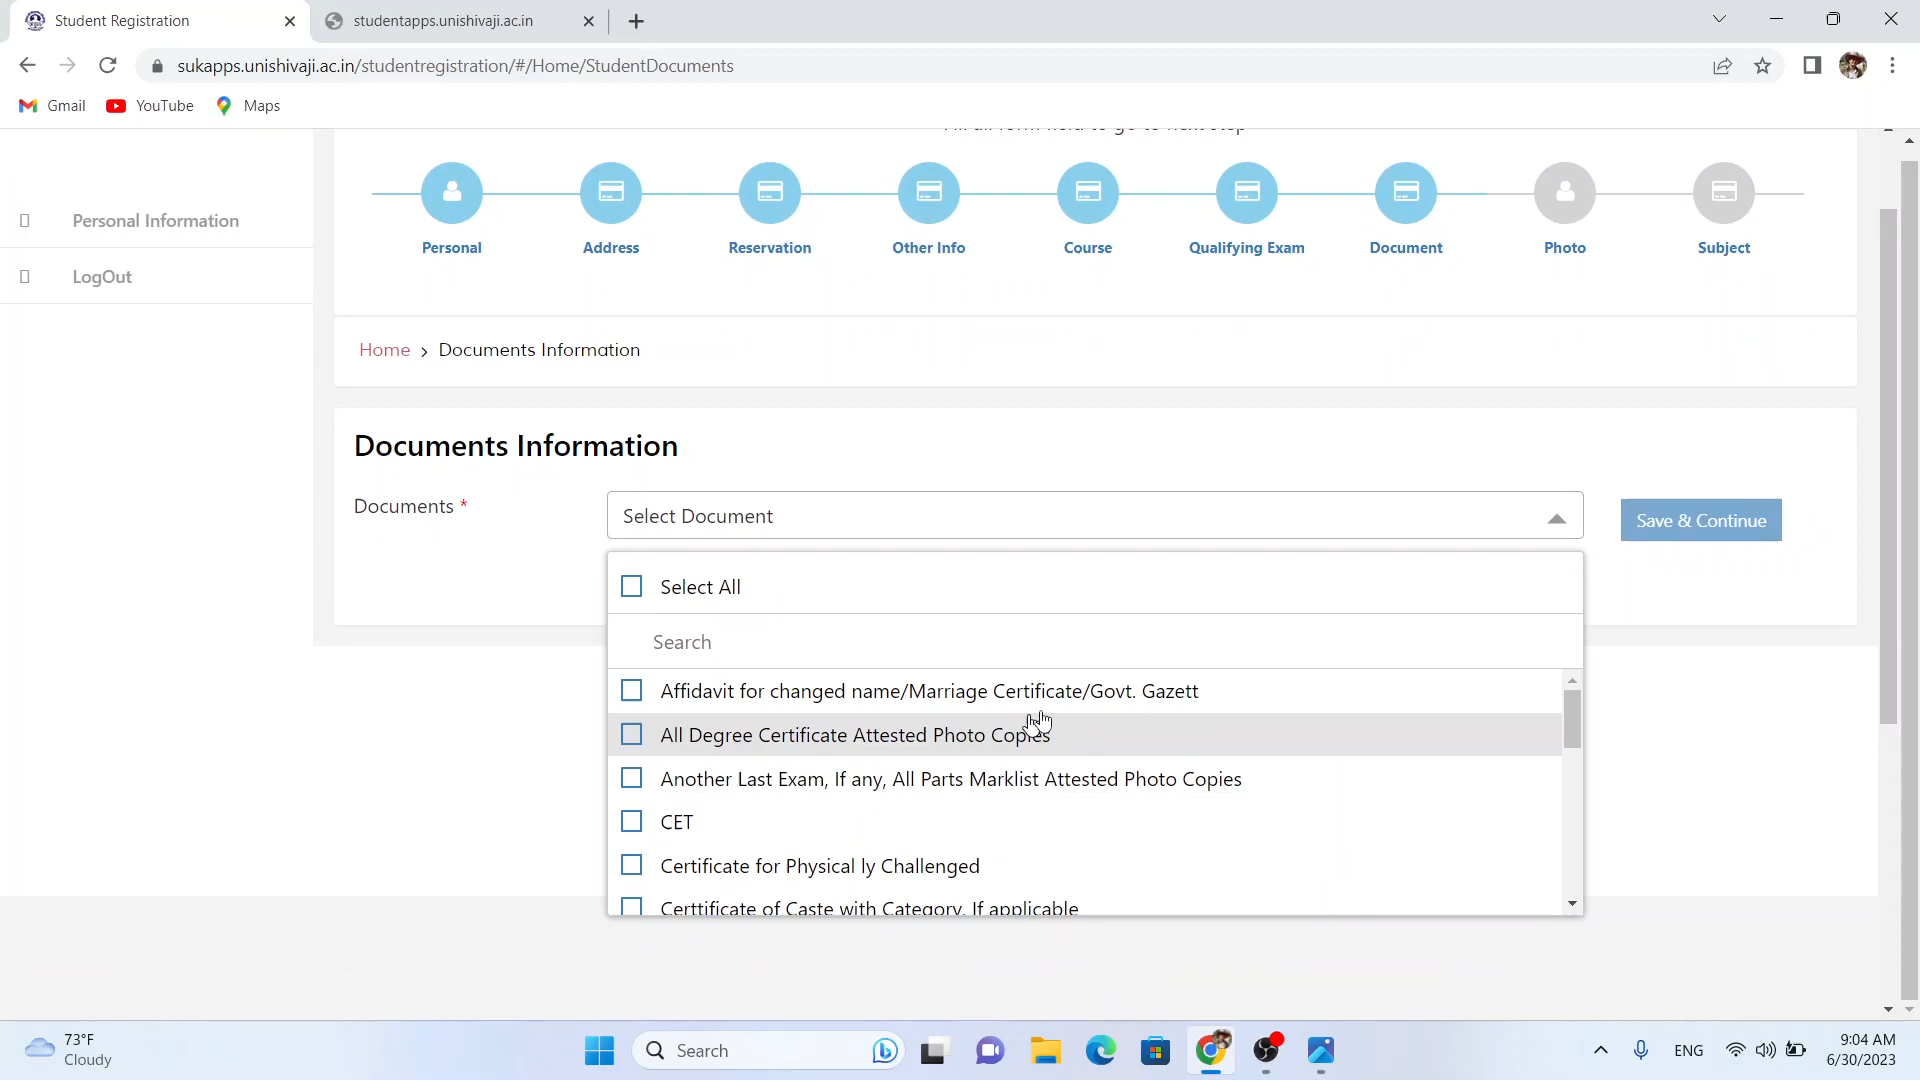 Student Registration
studentapps.unishivaji.ac.in
sukapps.unishivaji.ac.in/studentregistration/#/Home/StudentDocuments
Gmail
YouTube
Maps
Personal Information
LogOut
Personal
Address
Reservation
Other Info
Course
Qualifying Exam
Document
Photo
Subject
Home > Documents Information
Documents Information
Documents *
Select Document
Save & Continue
Select All
Search
Affidavit for changed name/Marriage Certificate/Govt. Gazett
All Degree Certificate Attested Photo Copies
Another Last Exam, If any, All Parts Marklist Attested Photo Copies
CET
Certificate for Physical ly Challenged
Certtificate of Caste with Category, If applicable
73°F
Cloudy
Search
ENG
9:04 AM
6/30/2023